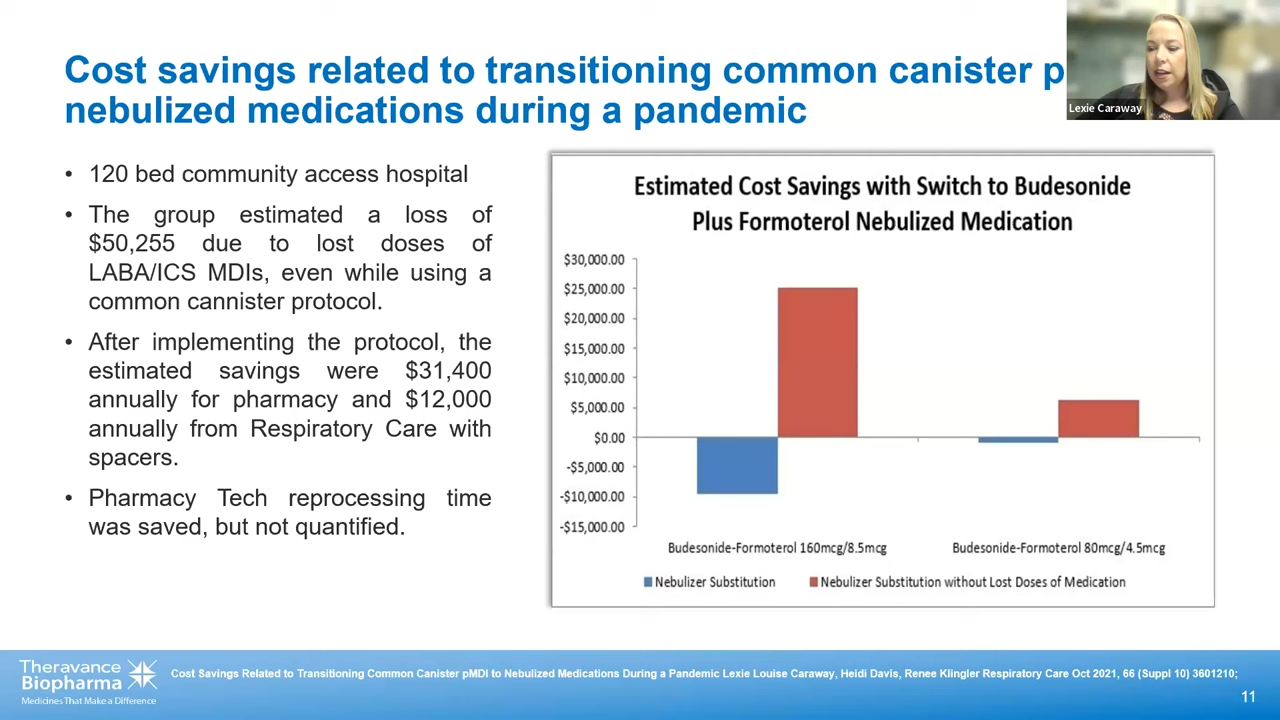 Cost savings related to transitioning common canister p
nebulized medications during a pandemic
Lexie Caraway
• 120 bed community access hospital
• The group estimated a loss of
$50,255 due to lost doses of
LABA/ICS MDIs, even while using a
common cannister protocol.
• After implementing the protocol, the
estimated savings were $31,400
annually for pharmacy and $12,000
annually from Respiratory Care with
spacers.
• Pharmacy Tech reprocessing time
was saved, but not quantified.
Estimated Cost Savings with Switch to Budesonide
Plus Formoterol Nebulized Medication
$30,000.00
$25,000.00
$20,000.00
$15,000.00
$10,000.00
$5,000.00
$0.00
-$5,000.00
-$10,000.00
-$15,000.00
Budesonide-Formoterol 160mcg/8.5mcg
Budesonide-Formoterol 80mcg/4.5mcg
Nebulizer Substitution
Nebulizer Substitution without Lost Doses of Medication
Theravance
Biopharma
Medicines That Make a Difference
Cost Savings Related to Transitioning Common Canister pMDI to Nebulized Medications During a Pandemic Lexie Louise Caraway, Heidi Davis, Renee Klingler Respiratory Care Oct 2021, 66 (Suppl 10) 3601210;
11